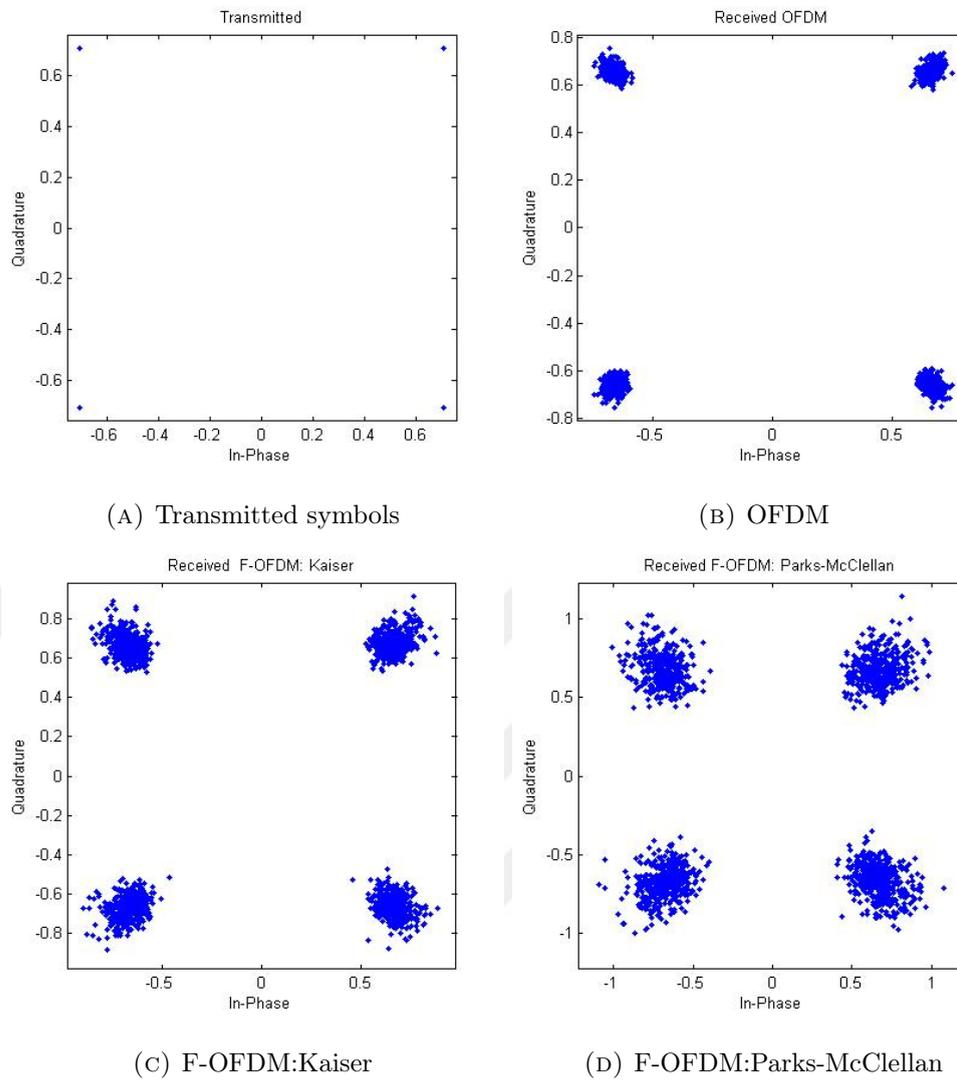 Transmitted
0.6
0.4
0.2
0
-0.2
-0.4
-0.6
Quadrature
-0.6 -0.4 -0.2 0 0.2 0.4 0.6
In-Phase
(A) Transmitted symbols
Received OFDM
0.8
0.6
0.4
0.2
0
-0.2
-0.4
-0.6
-0.8
Quadrature
-0.5 0 0.5
In-Phase
(B) OFDM
Received F-OFDM: Kaiser
0.8
0.6
0.4
0.2
0
-0.2
-0.4
-0.6
-0.8
Quadrature
-0.5 0 0.5
In-Phase
(C) F-OFDM:Kaiser
Received F-OFDM: Parks-McClellan
1
0.5
0
-0.5
-1
Quadrature
-1 -0.5 0 0.5 1
In-Phase
(D) F-OFDM:Parks-McClellan